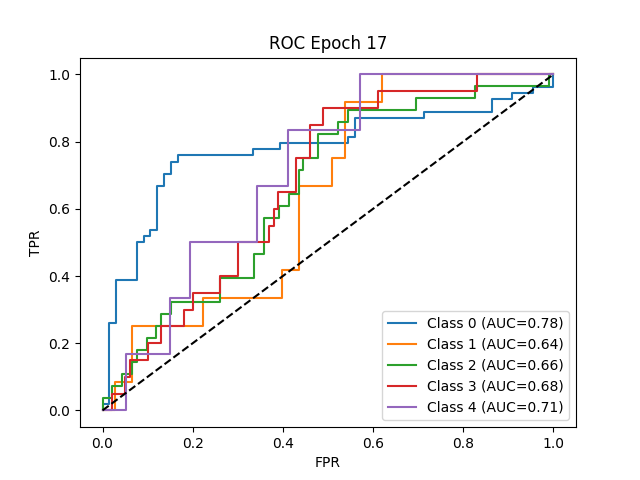 ROC Epoch 17
1.0
0.8
0.6
0.4
0.2
0.0
TPR
0.0 0.2 0.4 0.6 0.8 1.0
FPR
Class 0 (AUC=0.78)
Class 1 (AUC=0.64)
Class 2 (AUC=0.66)
Class 3 (AUC=0.68)
Class 4 (AUC=0.71)